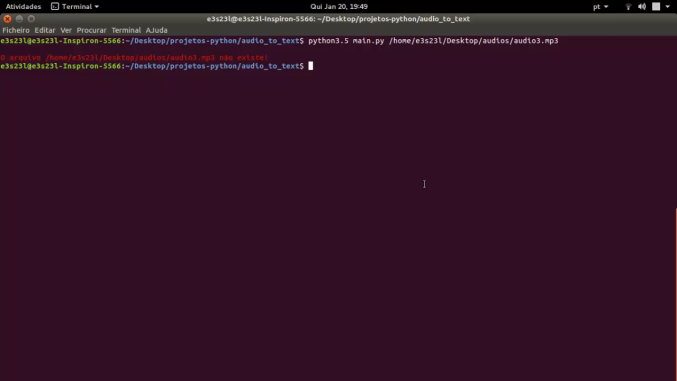 Atividades Terminal Qui Jan 20, 19:49 pt
e3s23l@e3s23l-Inspiron-5566: ~/Desktop/projetos-python/audio_to_text
Ficheiro Editar Ver Procurar Terminal AJuda
e3s23l@e3s23l-Inspiron-5566:~/Desktop/projetos-python/audio_to_text$ python3.5 main.py /home/e3s23l/Desktop/audios/audio3.mp3
O arquivo /home/e3s23l/Desktop/audios/audio3.mp3 não existe!
e3s23l@e3s23l-Inspiron-5566:~/Desktop/projetos-python/audio_to_text$